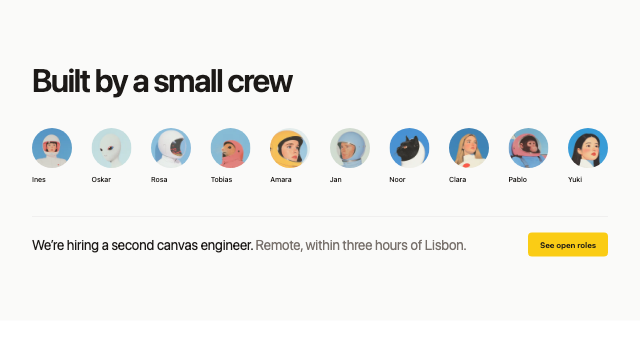 Built by a small crew
Ines Oskar Rosa Tobias Amara Jan Noor Clara Pablo Yuki
We’re hiring a second canvas engineer. Remote, within three hours of Lisbon.
See open roles